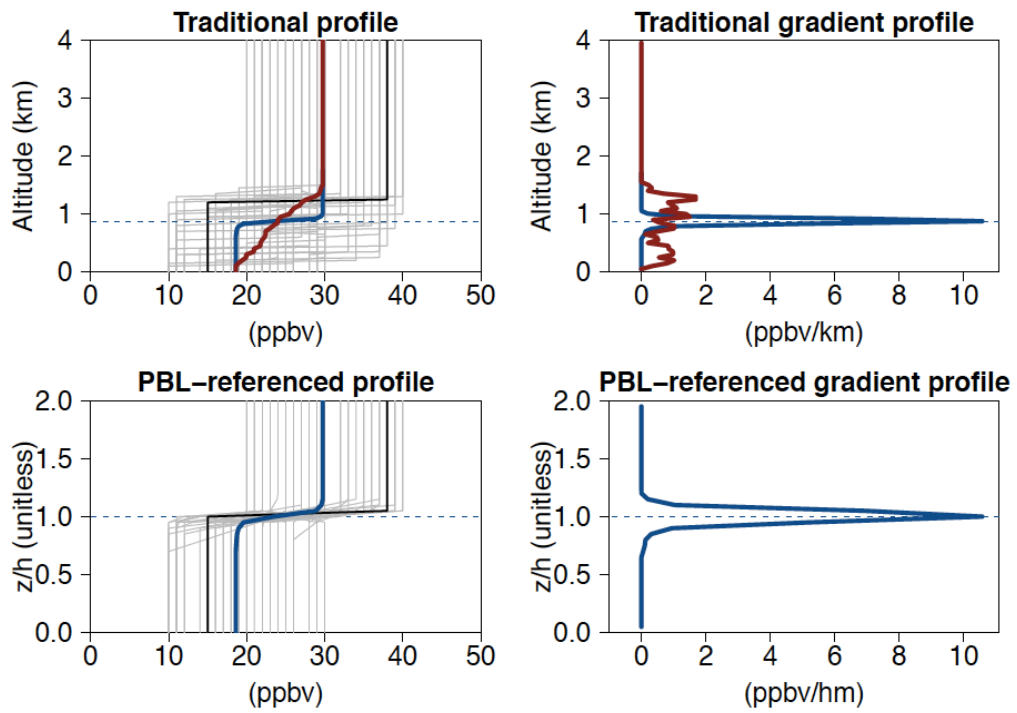 Traditional profile
Altitude (km)
4
3
2
1
0
0 10 20 30 40 50
(ppbv)
Traditional gradient profile
Altitude (km)
4
3
2
1
0
0 2 4 6 8 10
(ppbv/km)
PBL−referenced profile
z/h (unitless)
2.0
1.5
1.0
0.5
0.0
0 10 20 30 40 50
(ppbv)
PBL−referenced gradient profile
z/h (unitless)
2.0
1.5
1.0
0.5
0.0
0 2 4 6 8 10
(ppbv/hm)